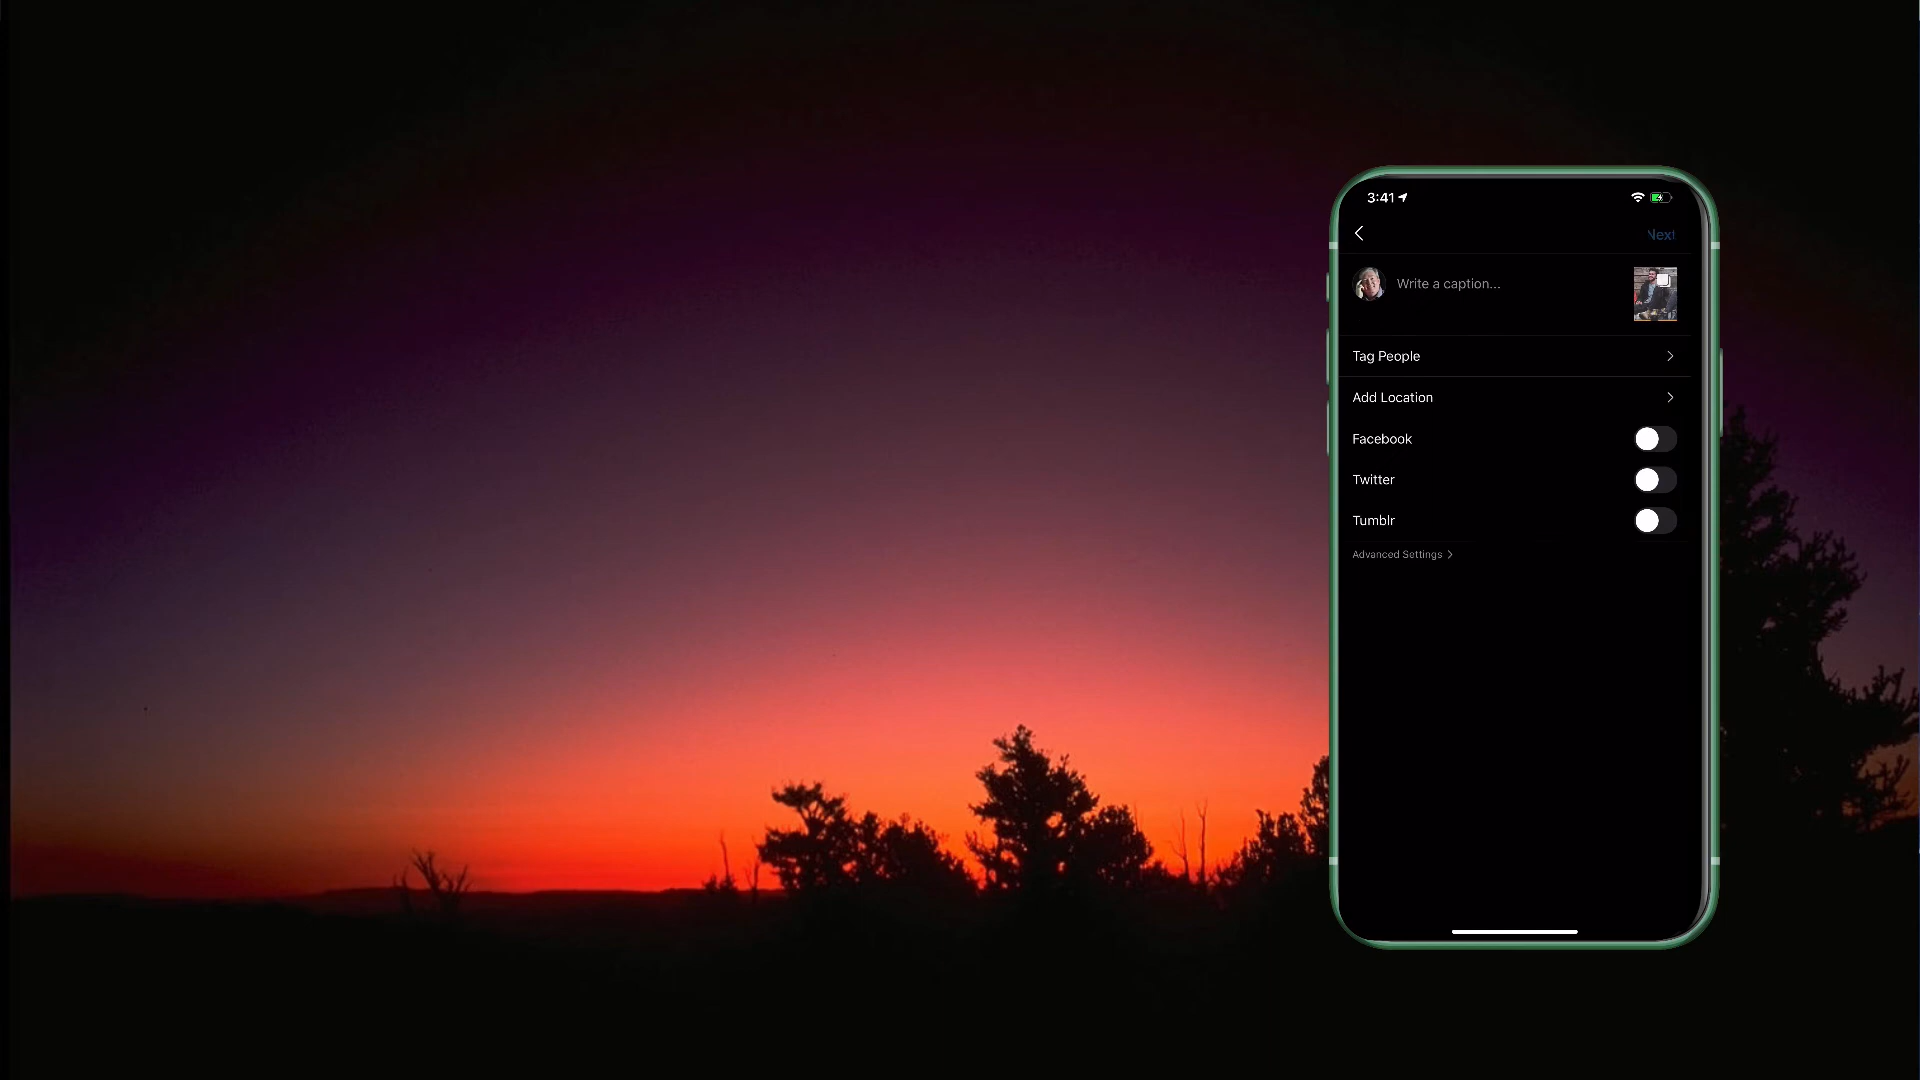 3:41
Next
Write a caption...
Tag People
Add Location
Facebook
Twitter
Tumblr
Advanced Settings